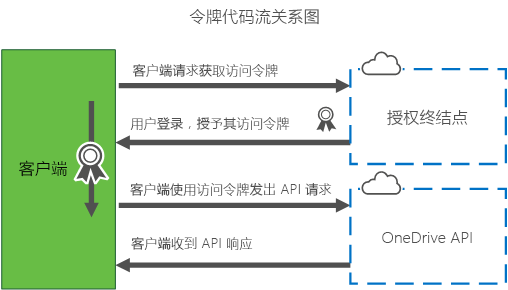 令牌代码流关系图
客户端请求获取访问令牌
用户登录，授予其访问令牌
授权终结点
客户端
客户端使用访问令牌发出 API 请求
客户端收到 API 响应
OneDrive API